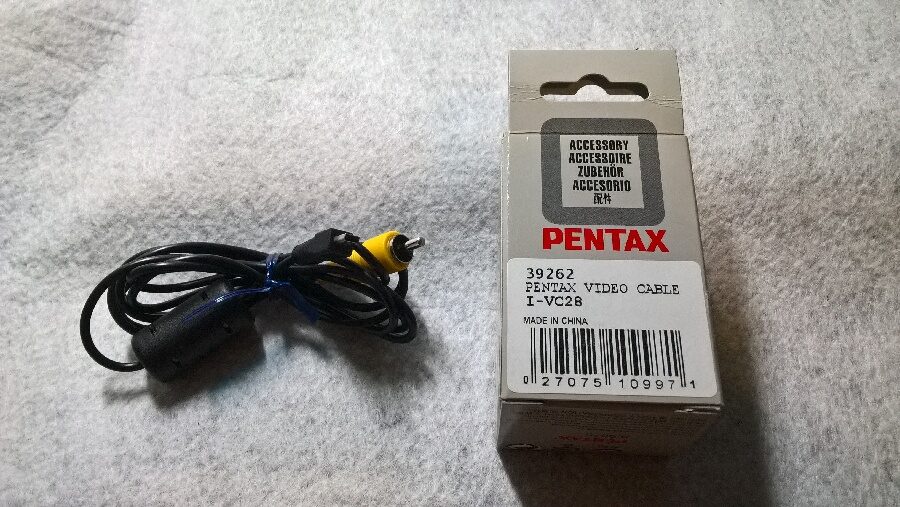 ACCESSORY
ACCESSOIRE
ZUBEHÖR
ACCESORIO
配件
PENTAX
39262
PENTAX VIDEO CABLE
I-VC28
MADE IN CHINA
0 27075 10997 1
PENTAX